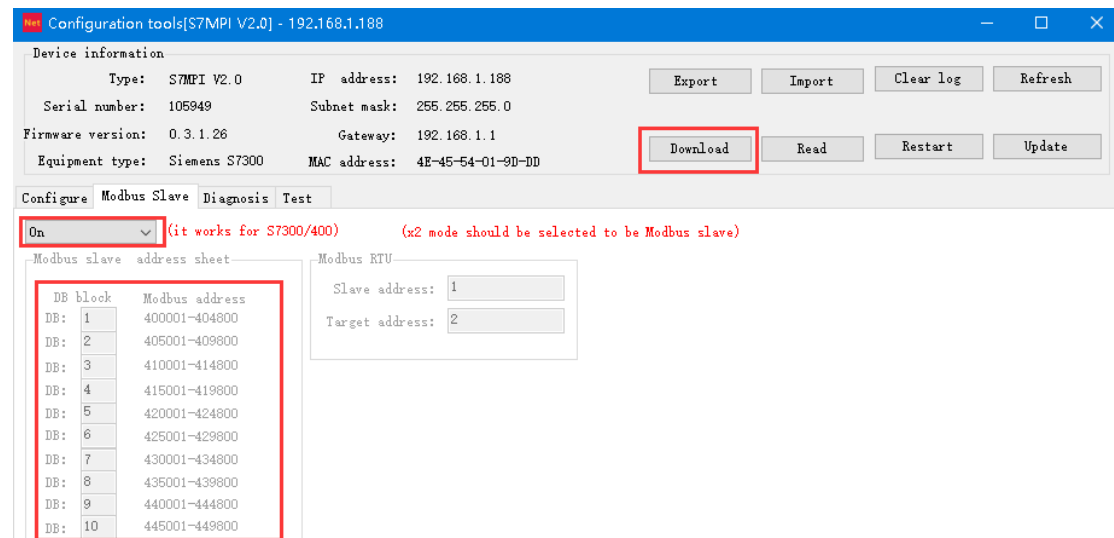 Net Configuration tools[S7MPI V2.0] - 192.168.1.188
Device information
Type: S7MPI V2.0 IP address: 192.168.1.188 Export Import Clear log Refresh
Serial number: 105949 Subnet mask: 255.255.255.0
Firmware version: 0.3.1.26 Gateway: 192.168.1.1 Download Read Restart Update
Equipment type: Siemens S7300 MAC address: 4E-45-54-01-9D-DD
Configure Modbus Slave Diagnosis Test
On (it works for S7300/400) (x2 mode should be selected to be Modbus slave)
Modbus slave address sheet Modbus RTU
DB block Modbus address Slave address: 1
DB: 1 400001-404800 Target address: 2
DB: 2 405001-409800
DB: 3 410001-414800
DB: 4 415001-419800
DB: 5 420001-424800
DB: 6 425001-429800
DB: 7 430001-434800
DB: 8 435001-439800
DB: 9 440001-444800
DB: 10 445001-449800